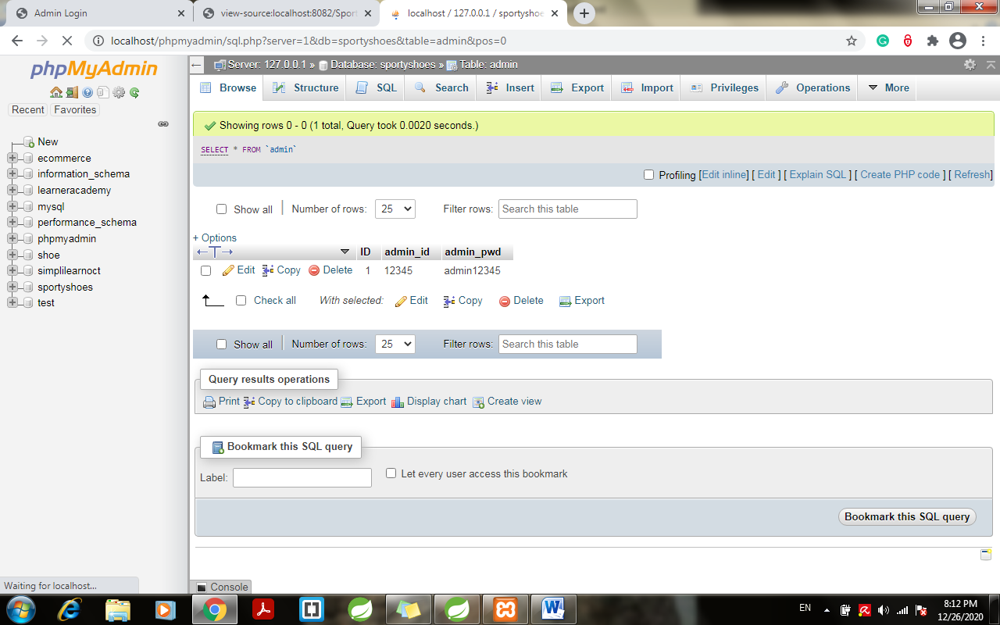 Admin Login
view-source:localhost:8082/Sport
localhost / 127.0.0.1 / sportyshoe
localhost/phpmyadmin/sql.php?server=1&db=sportyshoes&table=admin&pos=0
phpMyAdmin
Recent Favorites
New
ecommerce
information_schema
learneracademy
mysql
performance_schema
phpmyadmin
shoe
simplilearnoct
sportyshoes
test
Server: 127.0.0.1 » Database: sportyshoes » Table: admin
Browse Structure SQL Search Insert Export Import Privileges Operations More
Showing rows 0 - 0 (1 total, Query took 0.0020 seconds.)
SELECT * FROM `admin`
Profiling [Edit inline] [ Edit ] [ Explain SQL ] [ Create PHP code ] [ Refresh]
Show all Number of rows: 25 Filter rows: Search this table
+ Options
ID admin_id admin_pwd
Edit Copy Delete 1 12345 admin12345
Check all With selected: Edit Copy Delete Export
Show all Number of rows: 25 Filter rows: Search this table
Query results operations
Print Copy to clipboard Export Display chart Create view
Bookmark this SQL query
Label: Let every user access this bookmark
Bookmark this SQL query
Waiting for localhost...
Console
EN 8:12 PM
12/26/2020